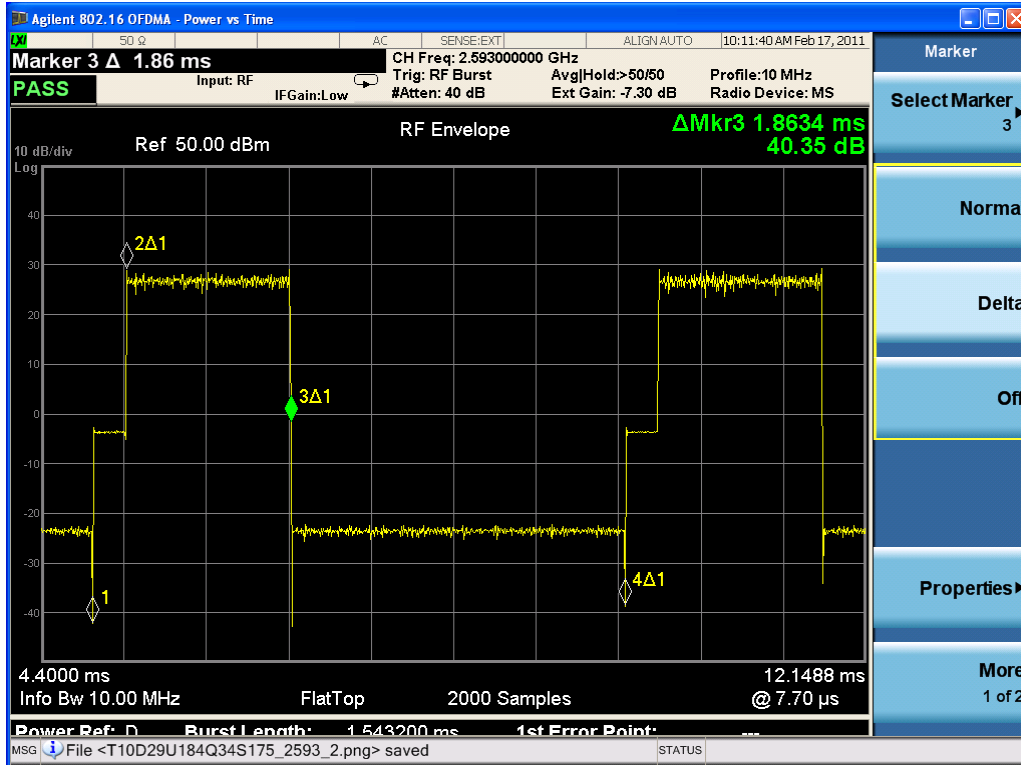 Agilent 802.16 OFDMA - Power vs Time
LXI 50 Ω AC SENSE:EXT ALIGN AUTO 10:11:40 AM Feb 17, 2011
Marker 3 Δ 1.86 ms
PASS
Input: RF
IFGain:Low
CH Freq: 2.593000000 GHz
Trig: RF Burst
#Atten: 40 dB
Avg|Hold:>50/50
Ext Gain: -7.30 dB
Profile:10 MHz
Radio Device: MS
10 dB/div
Log
Ref 50.00 dBm
RF Envelope
ΔMkr3 1.8634 ms
40.35 dB
40
30
20
10
0
-10
-20
-30
-40
2Δ1
3Δ1
1
4Δ1
4.4000 ms
12.1488 ms
Info Bw 10.00 MHz
FlatTop
2000 Samples
@ 7.70 µs
Power Ref: D Burst Length: 1.543200 ms 1st Error Point: ---
MSG File <T10D29U184Q34S175_2593_2.png> saved
STATUS
Marker
Select Marker
3
Norma
Delta
Off
Properties
More
1 of 2